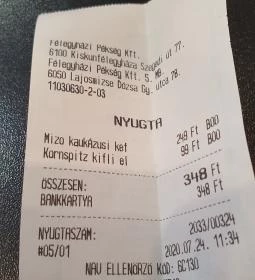 Félegyházi Pékség Kft.
6100 Kiskunfélegyháza Szegedi út 77.
Félegyházi Pékség Kft. 5. MB.
6050 Lajosmizse Dózsa Gy. utca 78.
11030630-2-03
NYUGTA
Mizo kaukázusi kef 249 Ft B00
Kornspitz kifli el 99 Ft B00
ÖSSZESEN: 348 Ft
BANKKÁRTYA 348 Ft
NYUGTASZÁM: 2033/00324
#05/01 2020.07.24. 11:34
NAV ELLENŐRZŐ KÓD: 6C130